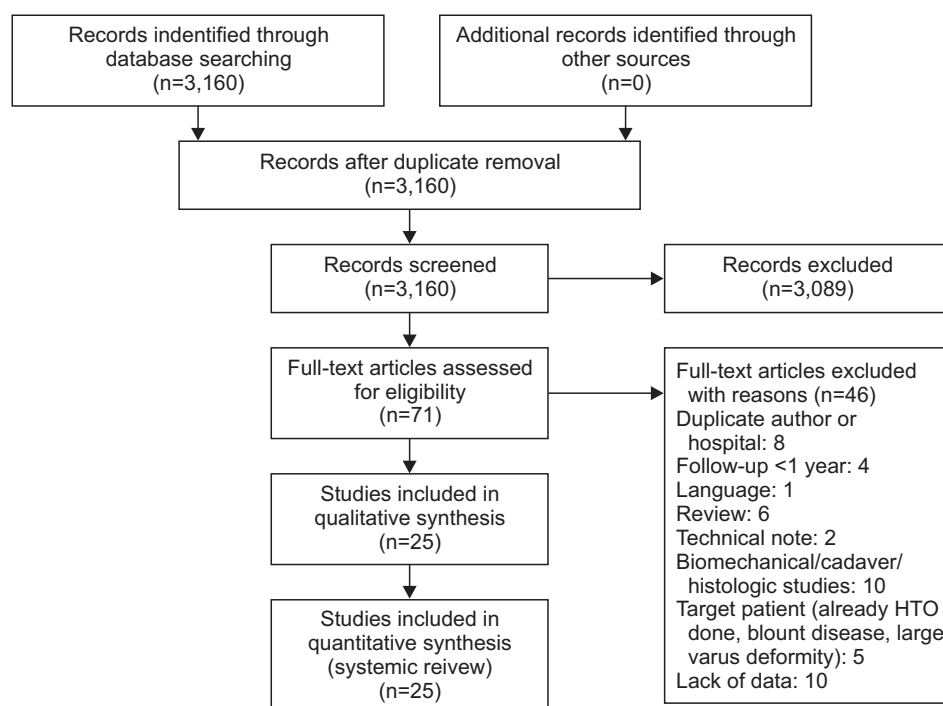 Records indentified through
database searching
(n=3,160)
Additional records identified through
other sources
(n=0)
Records after duplicate removal
(n=3,160)
Records screened
(n=3,160)
Records excluded
(n=3,089)
Full-text articles assessed
for eligibility
(n=71)
Full-text articles excluded
with reasons (n=46)
Duplicate author or
hospital: 8
Follow-up <1 year: 4
Language: 1
Review: 6
Technical note: 2
Biomechanical/cadaver/
histologic studies: 10
Target patient (already HTO
done, blount disease, large
varus deformity): 5
Lack of data: 10
Studies included in
qualitative synthesis
(n=25)
Studies included in
quantitative synthesis
(systemic reivew)
(n=25)